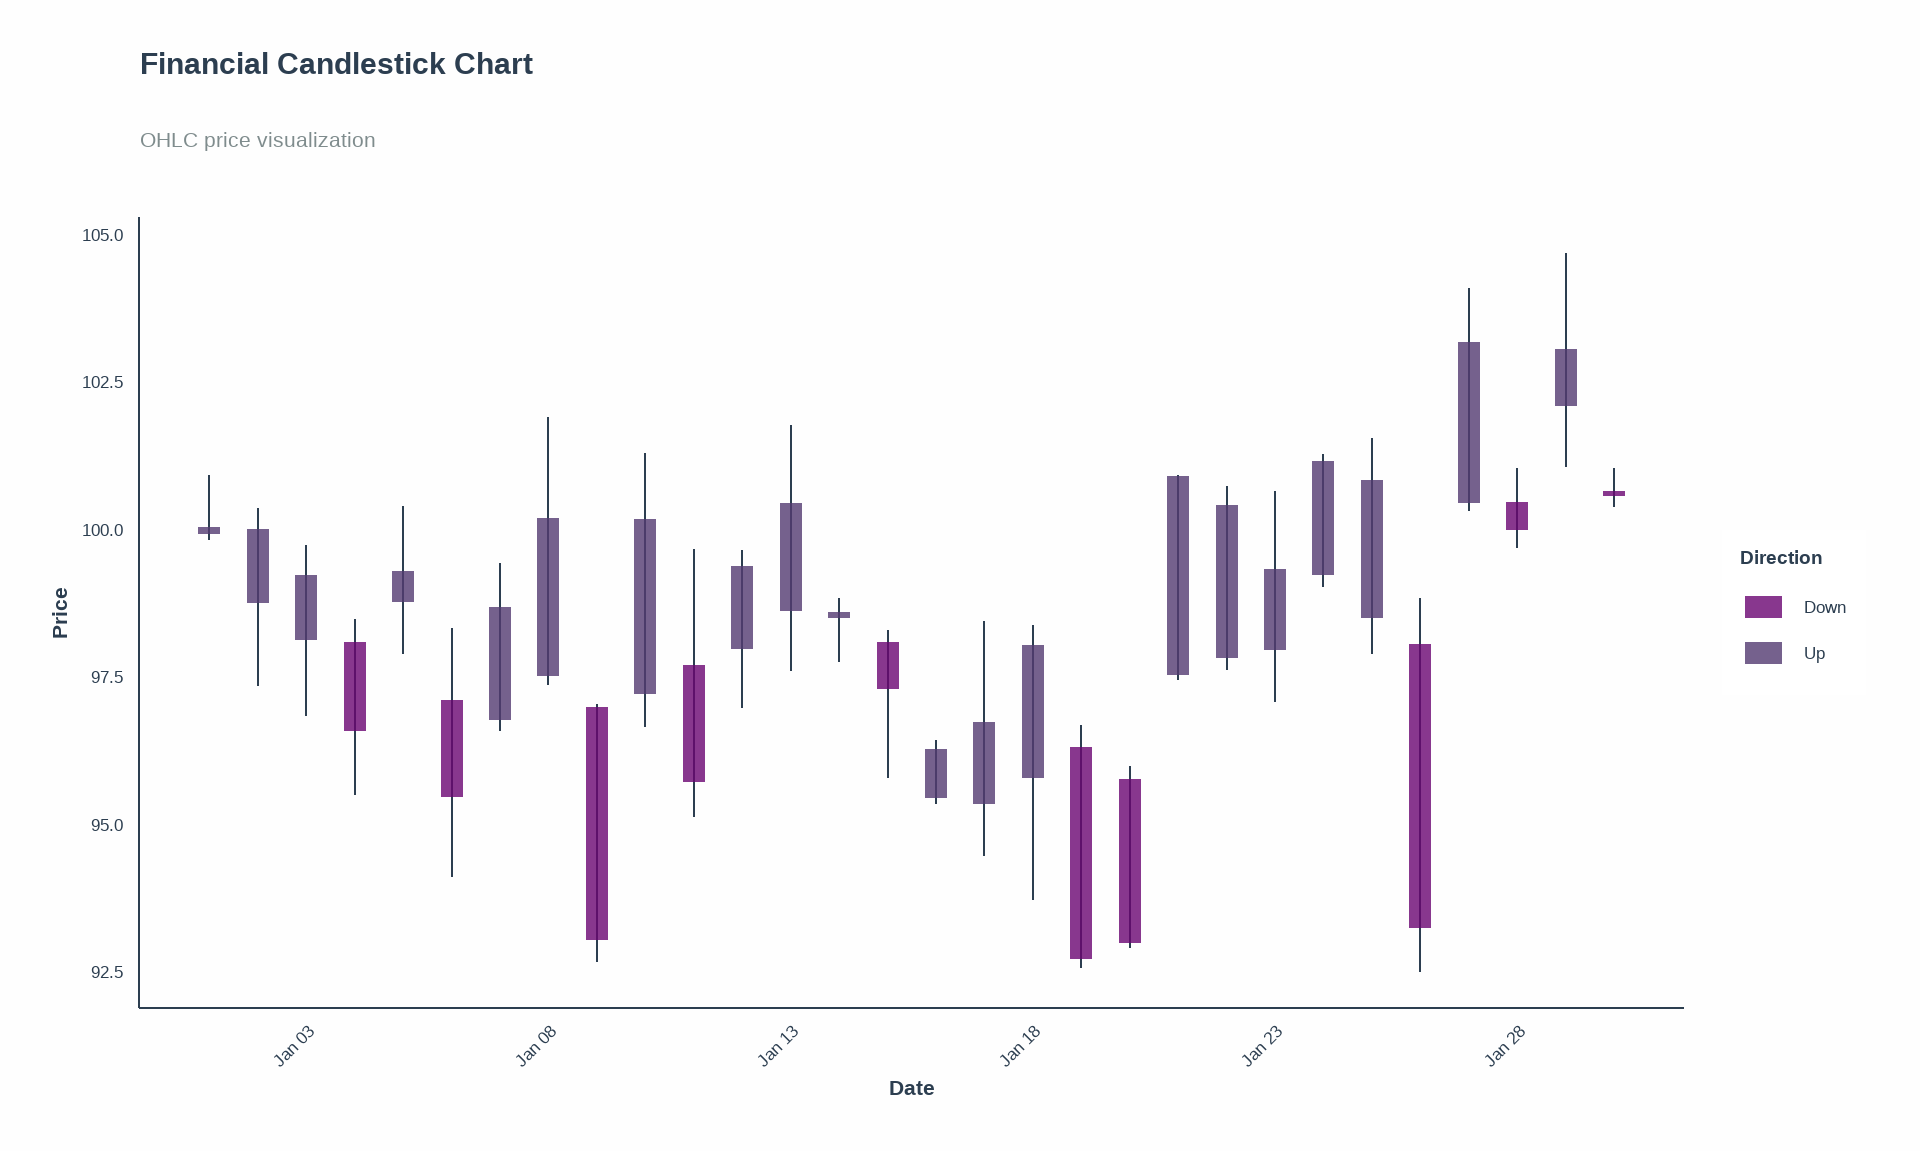 Financial Candlestick Chart
OHLC price visualization
105.0
102.5
100.0
97.5
95.0
92.5
Price
Jan 03
Jan 08
Jan 13
Jan 18
Jan 23
Jan 28
Date
Direction
Down
Up